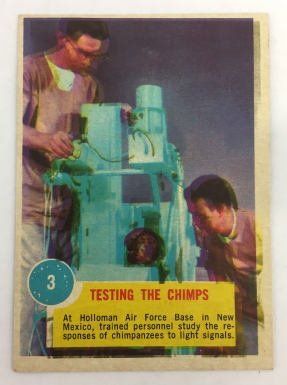 3
TESTING THE CHIMPS
At Holloman Air Force Base in New
Mexico, trained personnel study the re-
sponses of chimpanzees to light signals.